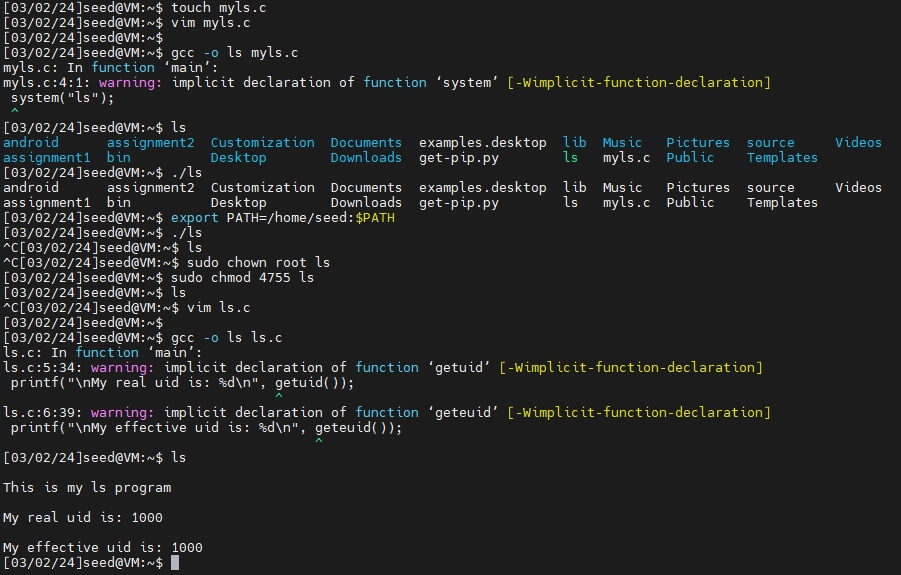 [03/02/24]seed@VM:~$ touch myls.c
[03/02/24]seed@VM:~$ vim myls.c
[03/02/24]seed@VM:~$
[03/02/24]seed@VM:~$ gcc -o ls myls.c
myls.c: In function ‘main’:
myls.c:4:1: warning: implicit declaration of function ‘system’ [-Wimplicit-function-declaration]
 system("ls");
 ^
[03/02/24]seed@VM:~$ ls
android      assignment2  Customization  Documents  examples.desktop  lib  Music   Pictures  source     Videos
assignment1  bin          Desktop        Downloads  get-pip.py        ls   myls.c  Public    Templates
[03/02/24]seed@VM:~$ ./ls
android      assignment2  Customization  Documents  examples.desktop  lib  Music   Pictures  source     Videos
assignment1  bin          Desktop        Downloads  get-pip.py        ls   myls.c  Public    Templates
[03/02/24]seed@VM:~$ export PATH=/home/seed:$PATH
[03/02/24]seed@VM:~$ ./ls
^C[03/02/24]seed@VM:~$ ls
^C[03/02/24]seed@VM:~$ sudo chown root ls
[03/02/24]seed@VM:~$ sudo chmod 4755 ls
[03/02/24]seed@VM:~$ ls
^C[03/02/24]seed@VM:~$ vim ls.c
[03/02/24]seed@VM:~$
[03/02/24]seed@VM:~$ gcc -o ls ls.c
ls.c: In function ‘main’:
ls.c:5:34: warning: implicit declaration of function ‘getuid’ [-Wimplicit-function-declaration]
 printf("\nMy real uid is: %d\n", getuid());
                                  ^
ls.c:6:39: warning: implicit declaration of function ‘geteuid’ [-Wimplicit-function-declaration]
 printf("\nMy effective uid is: %d\n", geteuid());
                                       ^
[03/02/24]seed@VM:~$ ls
This is my ls program
My real uid is: 1000
My effective uid is: 1000
[03/02/24]seed@VM:~$